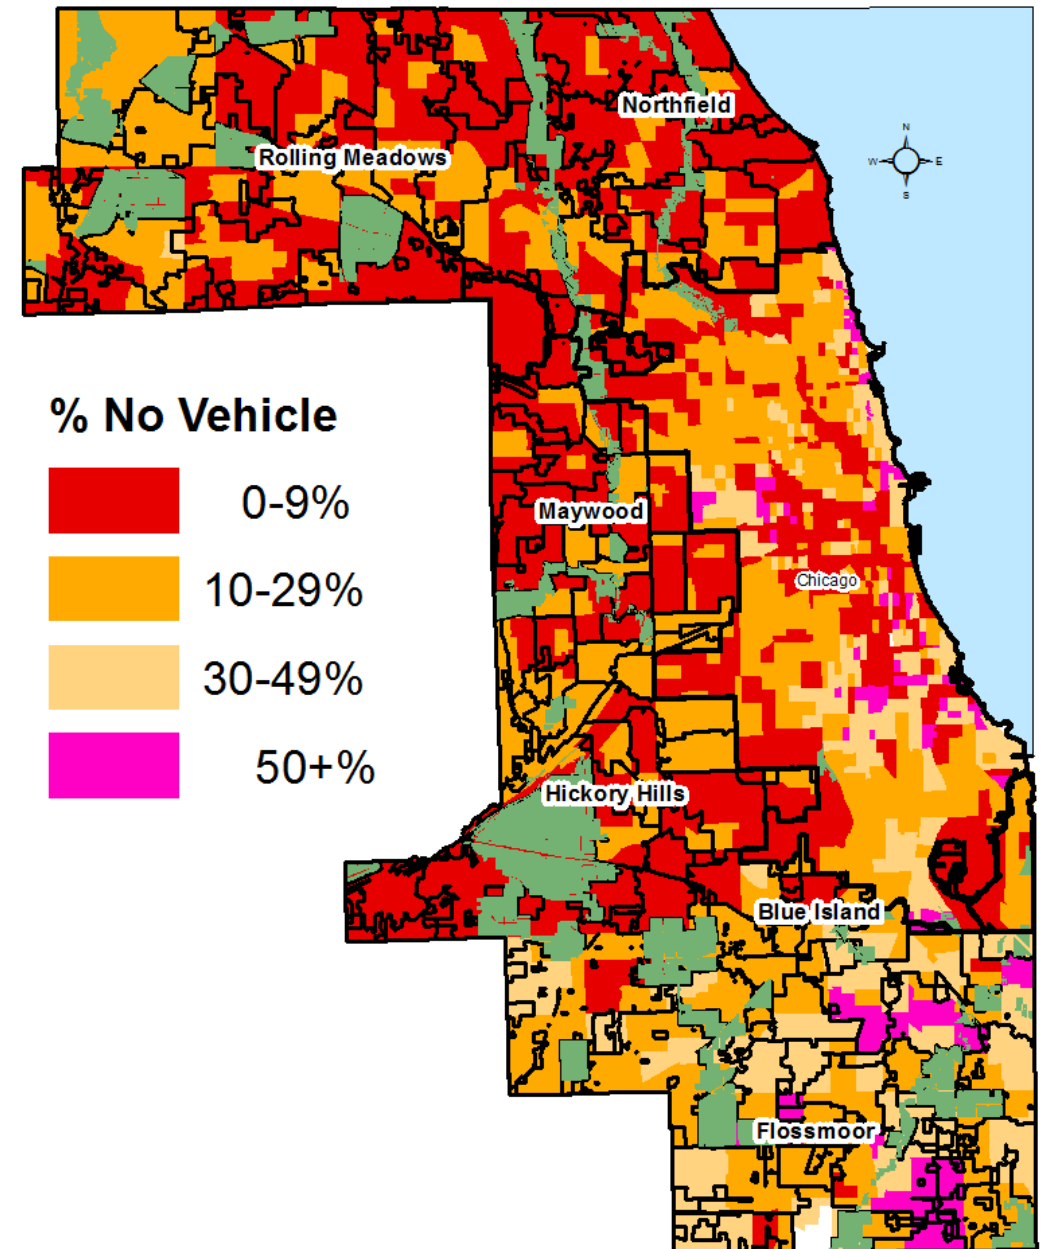 Northfield
N
W E
S
Rolling Meadows
% No Vehicle
0-9%
10-29%
30-49%
50+%
Maywood
Chicago
Hickory Hills
Blue Island
Flossmoor